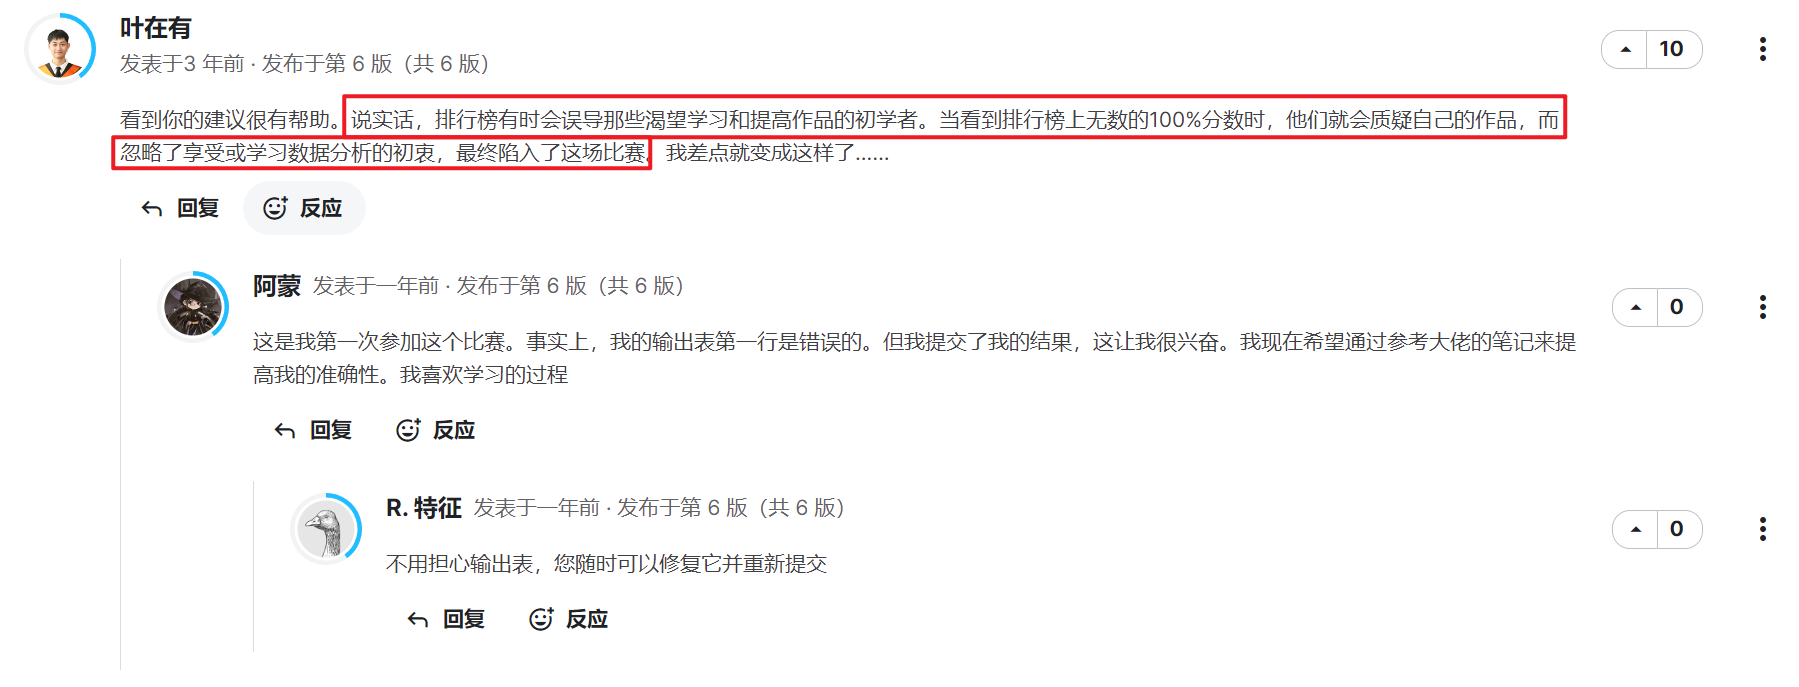 叶在有
发表于3 年前 · 发布于第 6 版（共 6 版）
10
看到你的建议很有帮助。说实话，排行榜有时会误导那些渴望学习和提高作品的初学者。当看到排行榜上无数的100%分数时，他们就会质疑自己的作品，而
忽略了享受或学习数据分析的初衷，最终陷入了这场比赛。我差点就变成这样了……
回复 反应
阿蒙 发表于一年前 · 发布于第 6 版（共 6 版）
0
这是我第一次参加这个比赛。事实上，我的输出表第一行是错误的。但我提交了我的结果，这让我很兴奋。我现在希望通过参考大佬的笔记来提
高我的准确性。我喜欢学习的过程
回复 反应
R. 特征 发表于一年前 · 发布于第 6 版（共 6 版）
0
不用担心输出表，您随时可以修复它并重新提交
回复 反应